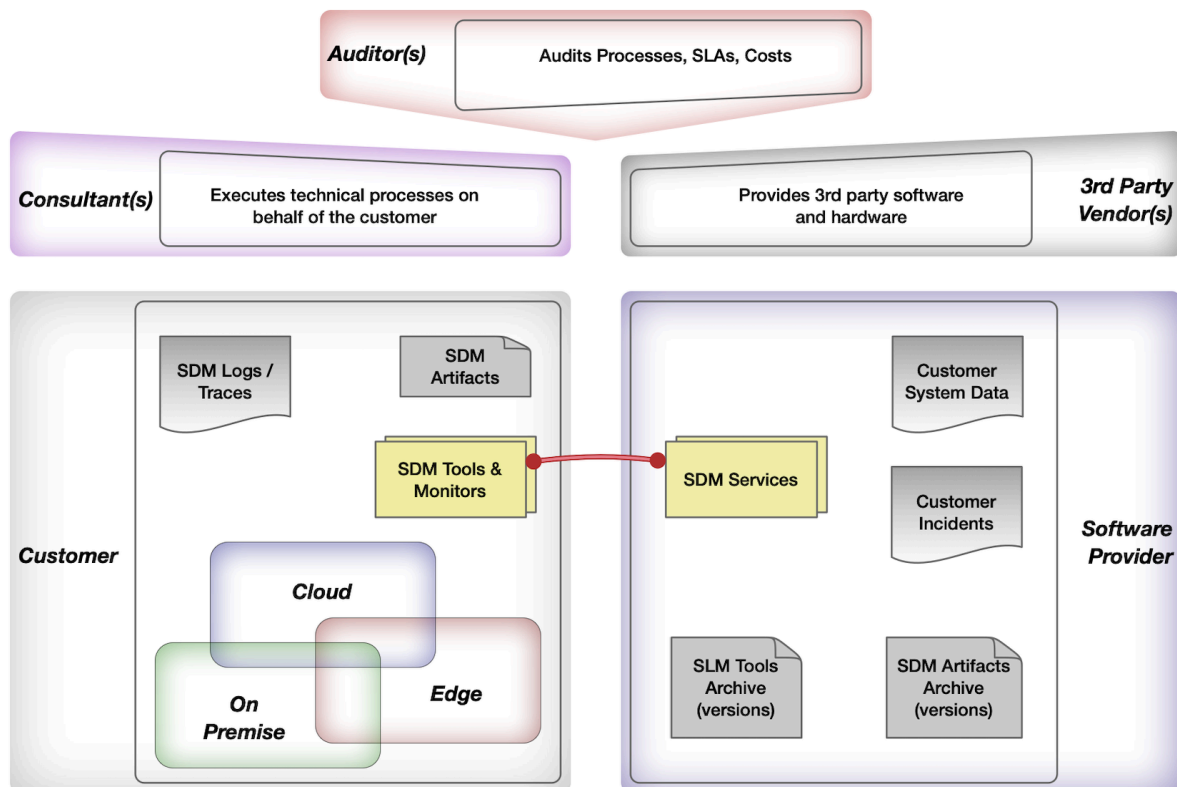 Auditor(s)
Audits Processes, SLAs, Costs
Consultant(s)
Executes technical processes on
behalf of the customer
Provides 3rd party software
and hardware
3rd Party
Vendor(s)
Customer
SDM Logs /
Traces
SDM
Artifacts
SDM Tools &
Monitors
Cloud
Edge
On
Premise
SDM Services
Customer
System Data
Customer
Incidents
SLM Tools
Archive
(versions)
SDM Artifacts
Archive
(versions)
Software
Provider